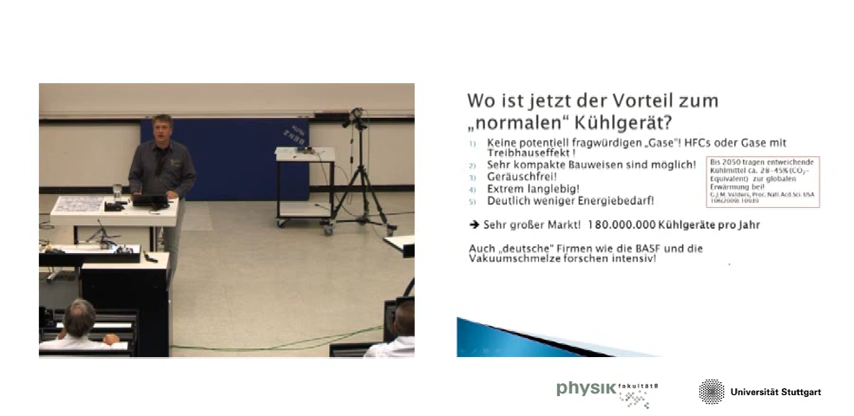 Wo ist jetzt der Vorteil zum
„normalen“ Kühlgerät?
1) Keine potentiell fragwürdigen „Gase“! HFCs oder Gase mit
Treibhauseffekt !
2) Sehr kompakte Bauweisen sind möglich!
3) Geräuschfrei!
4) Extrem langlebig!
5) Deutlich weniger Energiebedarf!
Bis 2050 tragen entweichende
Kühlmittel ca. 28-45% (CO2-
Equivalent) zur globalen
Erwärmung bei!
➔ Sehr großer Markt! 180.000.000 Kühlgeräte pro Jahr
Auch „deutsche“ Firmen wie die BASF und die
Vakuumschmelze forschen intensiv!
physik fakultät8
Universität Stuttgart